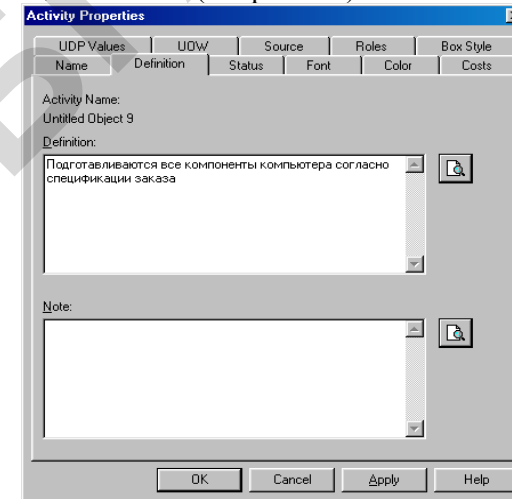 Activity Properties
UDP Values UOW Source Roles Box Style
Name Definition Status Font Color Costs
Activity Name:
Untitled Object 9
Definition:
Подготавливаются все компоненты компьютера согласно
спецификации заказа
Note:
OK Cancel Apply Help